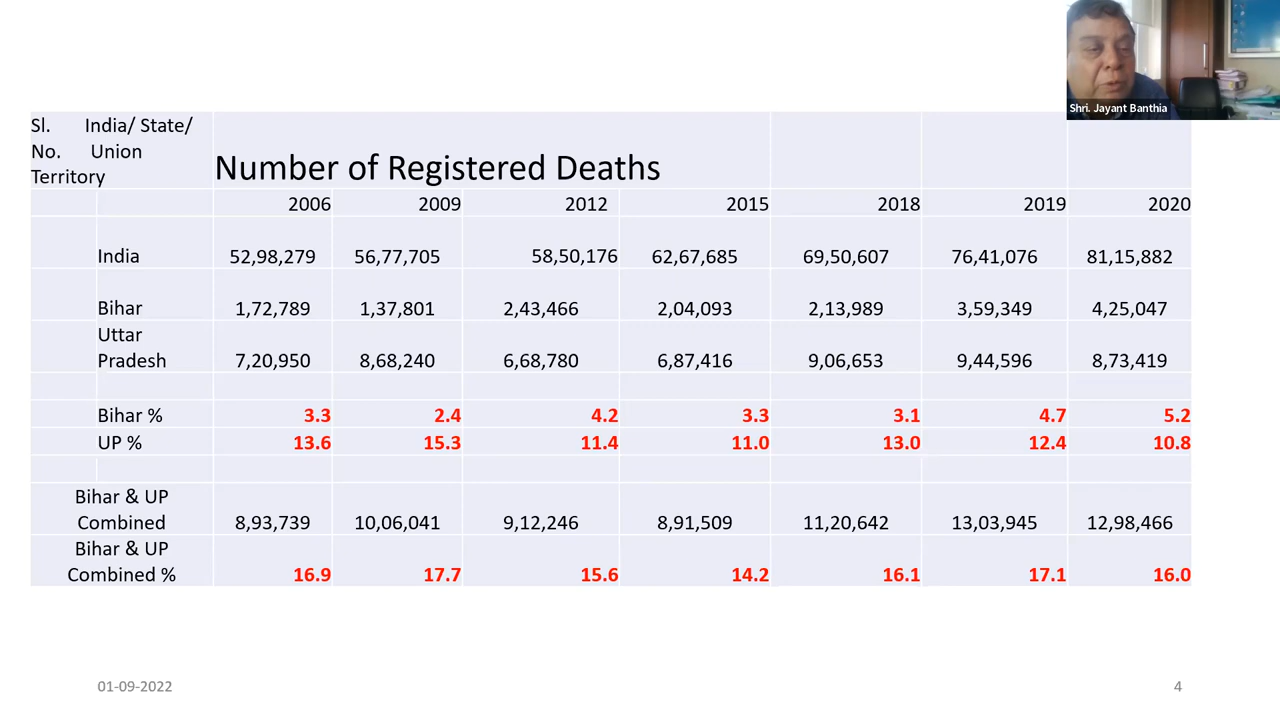 Shri. Jayant Banthia
Sl. India/ State/
No. Union
Territory
Number of Registered Deaths
2006 2009 2012 2015 2018 2019 2020
India 52,98,279 56,77,705 58,50,176 62,67,685 69,50,607 76,41,076 81,15,882
Bihar 1,72,789 1,37,801 2,43,466 2,04,093 2,13,989 3,59,349 4,25,047
Uttar
Pradesh 7,20,950 8,68,240 6,68,780 6,87,416 9,06,653 9,44,596 8,73,419
Bihar % 3.3 2.4 4.2 3.3 3.1 4.7 5.2
UP % 13.6 15.3 11.4 11.0 13.0 12.4 10.8
Bihar & UP
Combined 8,93,739 10,06,041 9,12,246 8,91,509 11,20,642 13,03,945 12,98,466
Bihar & UP
Combined % 16.9 17.7 15.6 14.2 16.1 17.1 16.0
01-09-2022 4